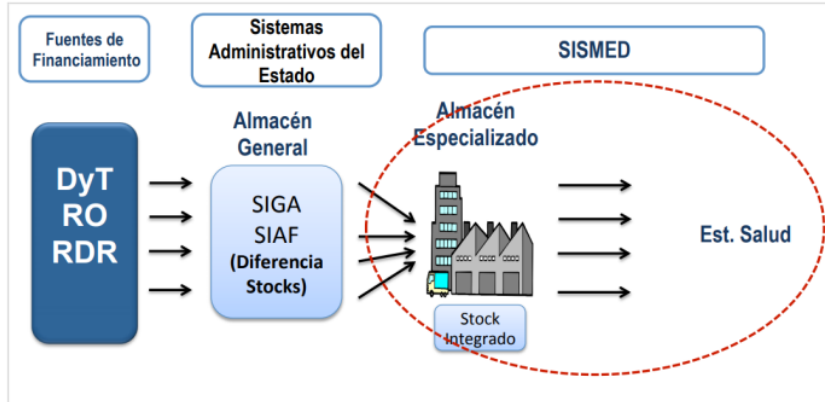 Fuentes de
Financiamiento
Sistemas
Administrativos del
Estado
SISMED
Almacén
General
Almacén
Especializado
DyT
RO
RDR
SIGA
SIAF
(Diferencia
Stocks)
Est. Salud
Stock
Integrado